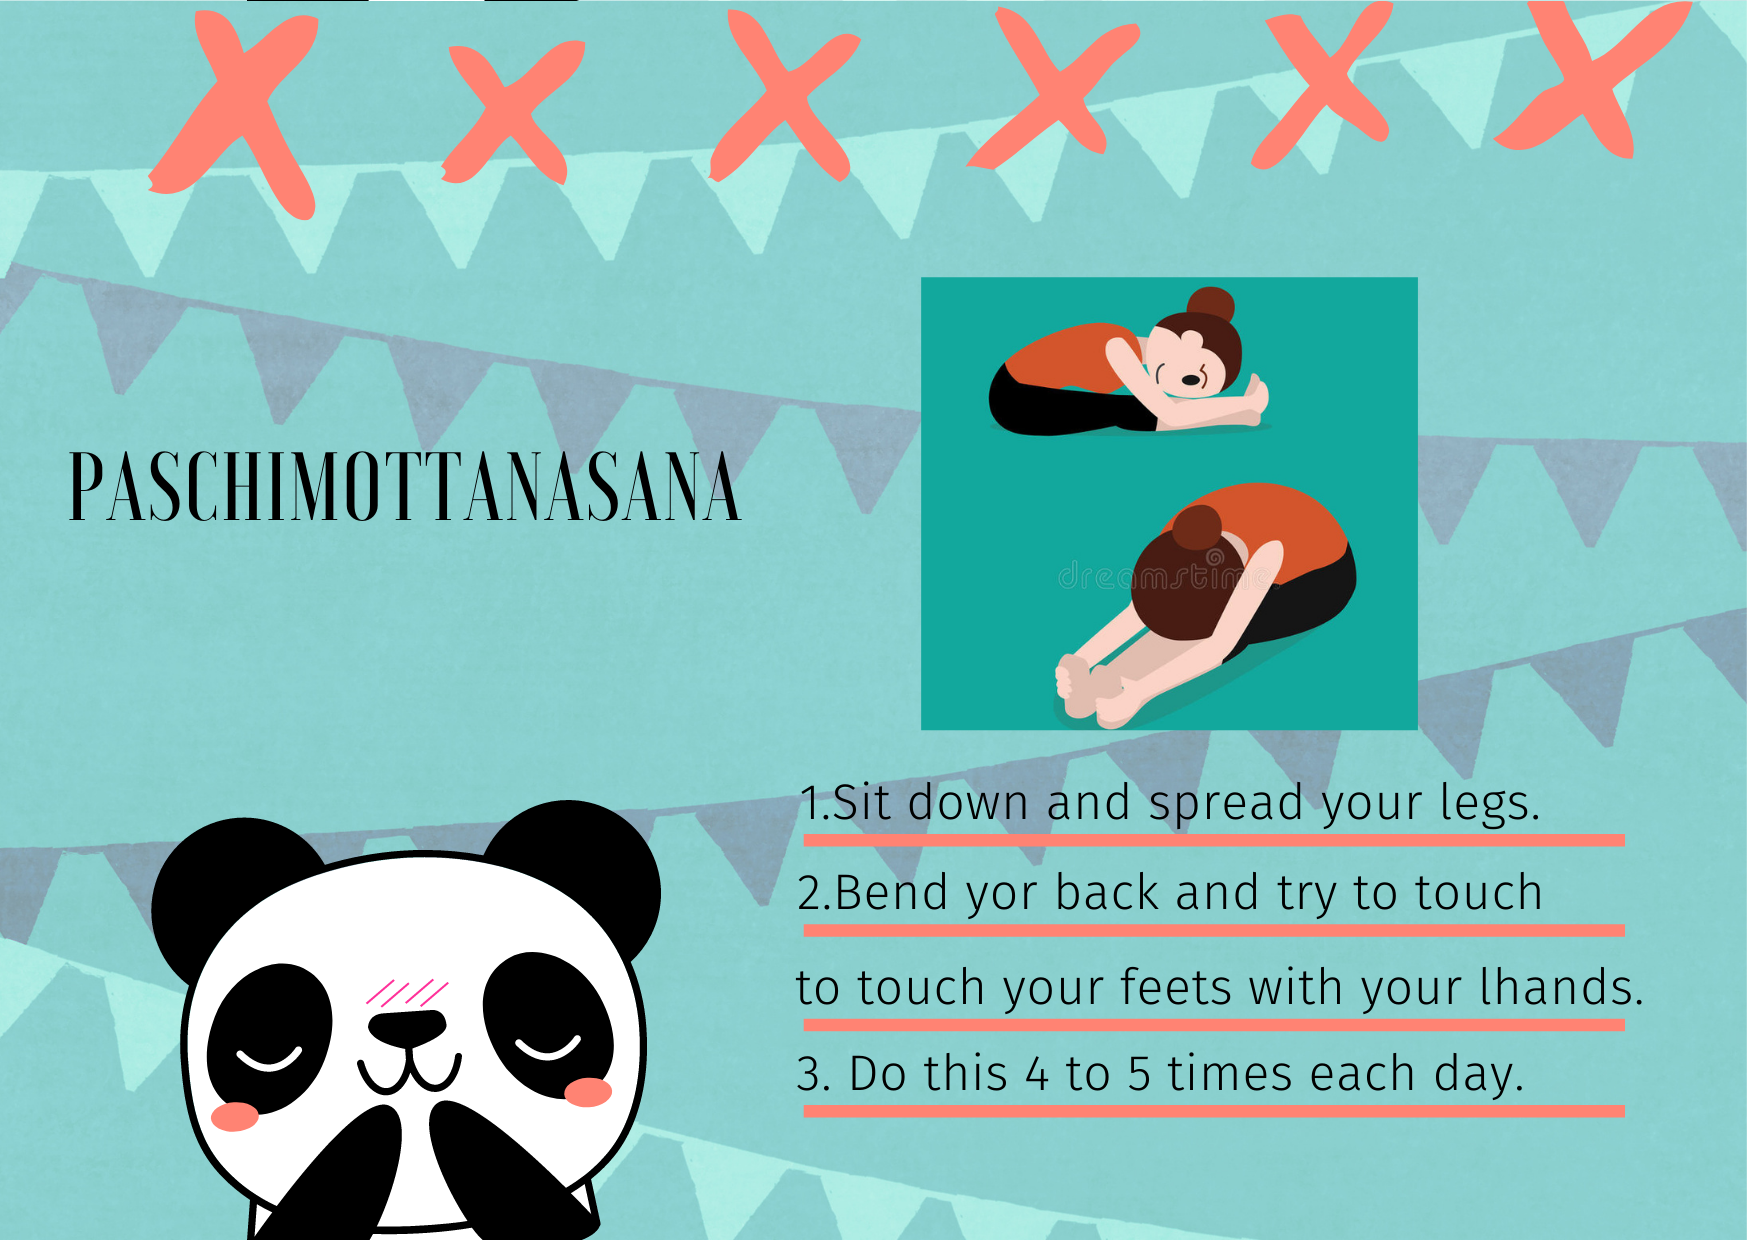 PASCHIMOTTANASANA
dreamstime
1.Sit down and spread your legs.
2.Bend yor back and try to touch
to touch your feets with your lhands.
3. Do this 4 to 5 times each day.